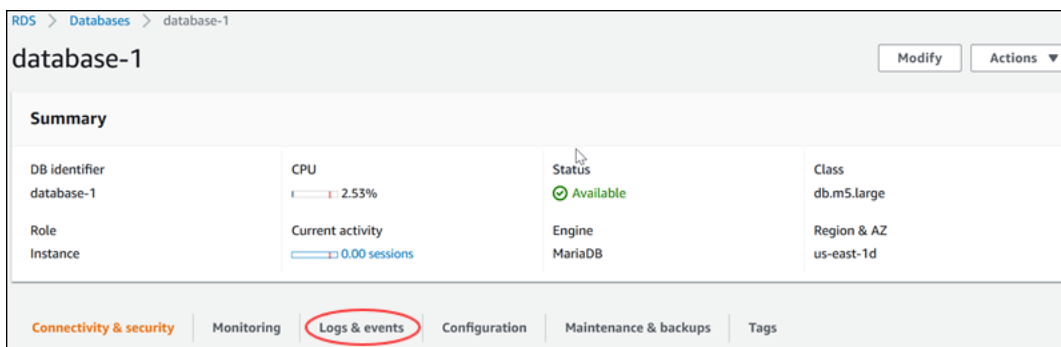 RDS > Databases > database-1
database-1
Modify
Actions
Summary
DB identifier
CPU
Status
Class
database-1
2.53%
Available
db.m5.large
Role
Current activity
Engine
Region & AZ
Instance
0.00 sessions
MariaDB
us-east-1d
Connectivity & security
Monitoring
Logs & events
Configuration
Maintenance & backups
Tags